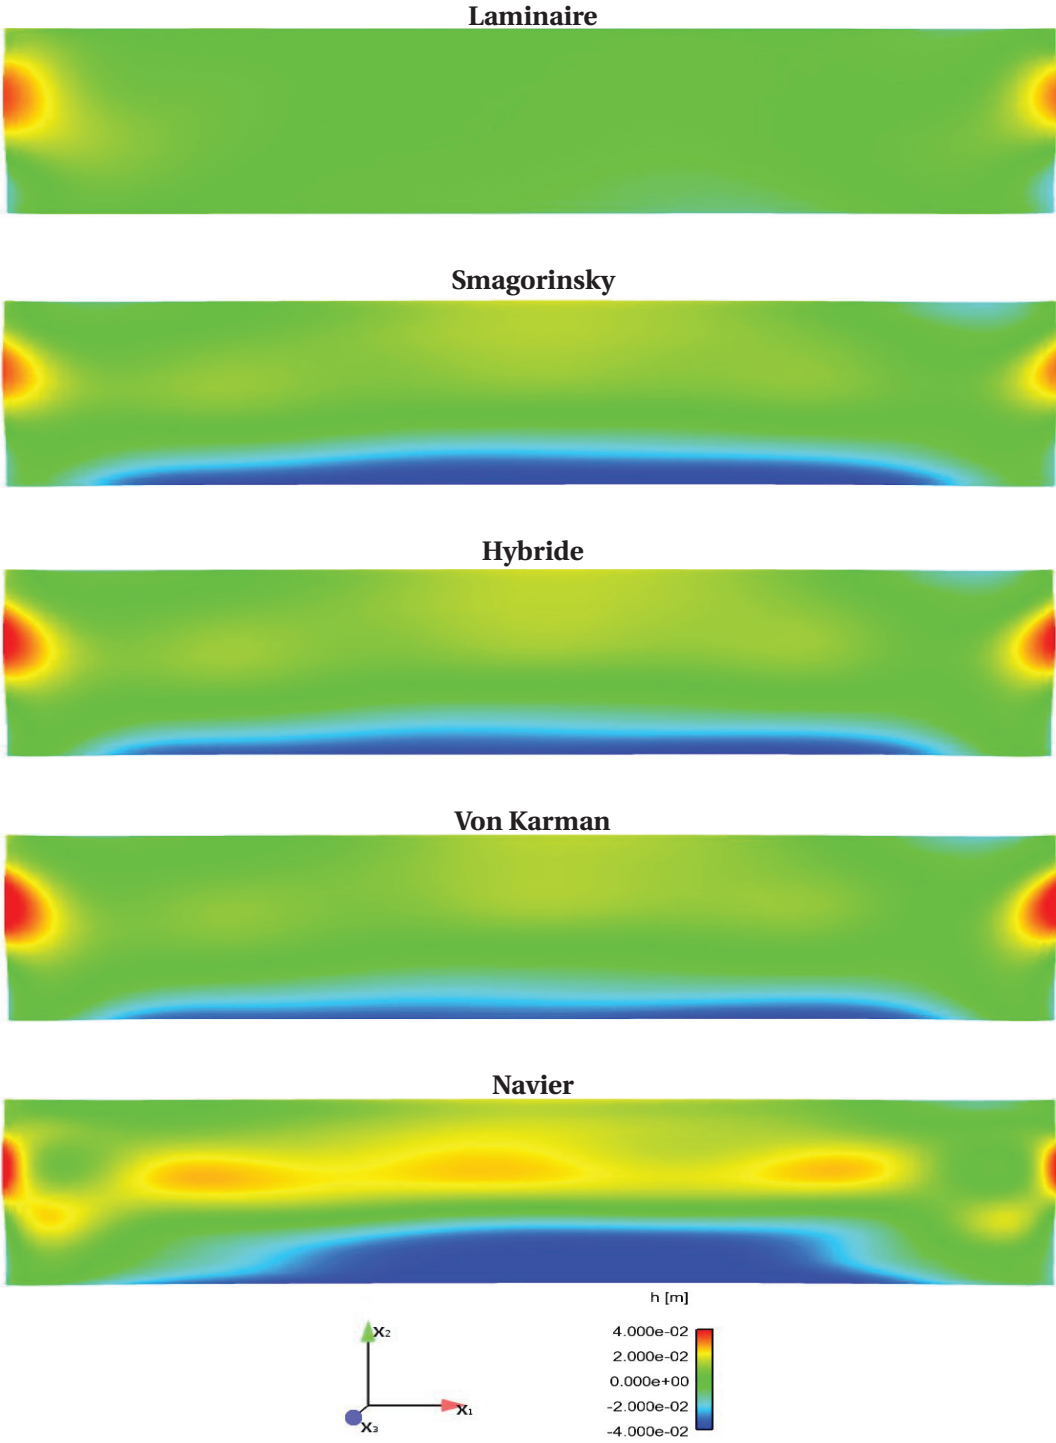 Laminaire
Smagorinsky
Hybride
Von Karman
Navier
h [m]
X₂
4.000e-02
2.000e-02
0.000e+00
X₁
-2.000e-02
X₃
-4.000e-02